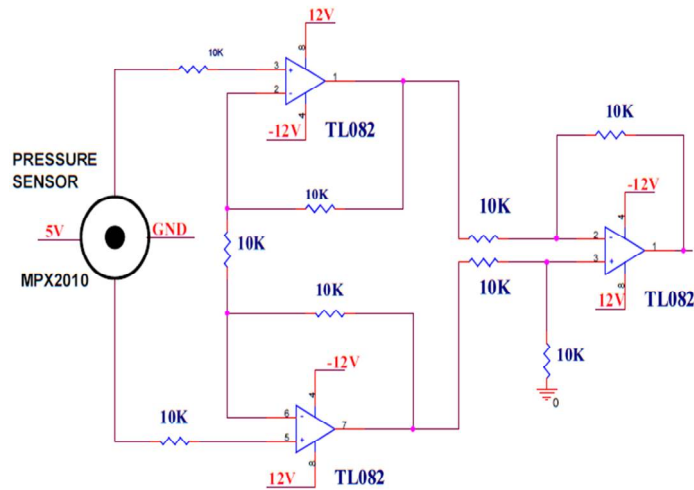 12V
8
10K
3
+
1
2
-
4
-12V
TL082
PRESSURE
SENSOR
5V
GND
MPX2010
10K
10K
10K
10K
10K
-12V
4
2
-
1
3
+
8
12V
TL082
10K
10K
0
-12V
4
6
-
7
5
+
10K
8
12V
TL082